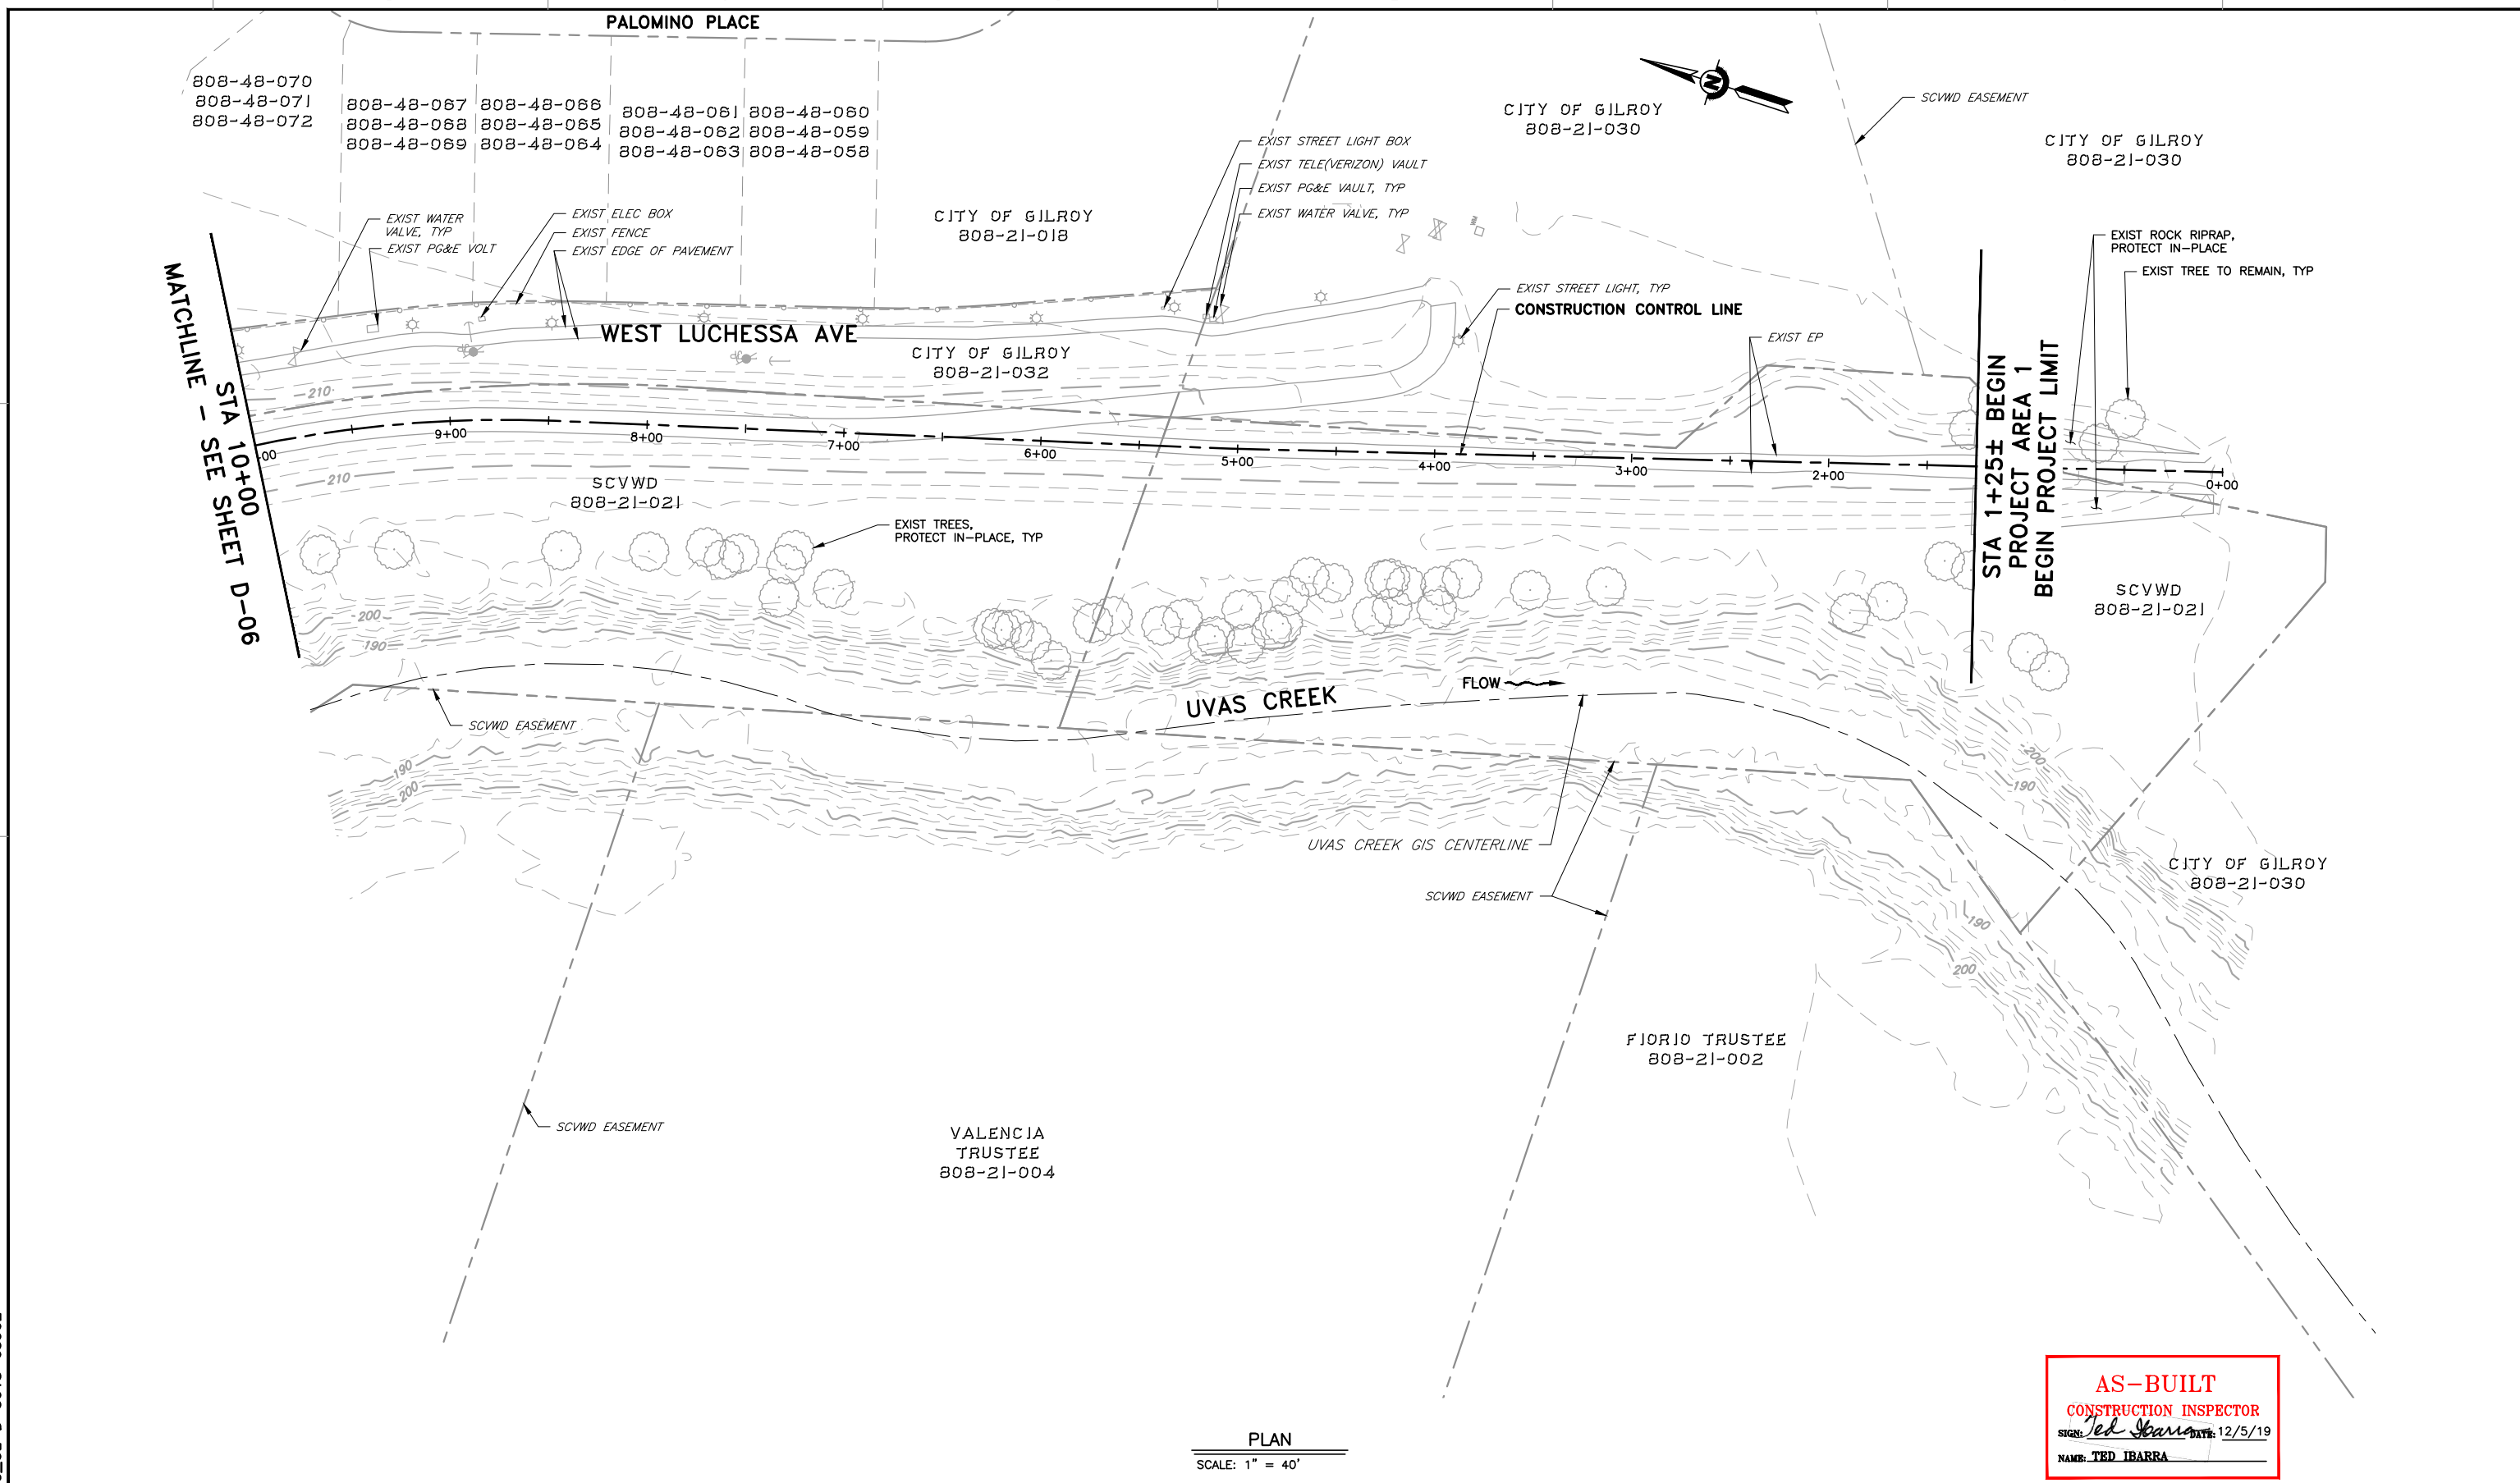 PALOMINO PLACE
808-48-070
808-48-071
808-48-072
808-48-067
808-48-068
808-48-069
808-48-066
808-48-065
808-48-064
808-48-061
808-48-062
808-48-063
808-48-060
808-48-059
808-48-058
CITY OF GILROY
808-21-018
EXIST STREET LIGHT BOX
EXIST TELE(VERIZON) VAULT
EXIST PG&E VAULT, TYP
EXIST WATER VALVE, TYP
CITY OF GILROY
808-21-030
N
SCVWD EASEMENT
CITY OF GILROY
808-21-030
EXIST WATER
VALVE, TYP
EXIST PG&E VOLT
EXIST ELEC BOX
EXIST FENCE
EXIST EDGE OF PAVEMENT
EXIST ROCK RIPRAP,
PROTECT IN-PLACE
EXIST TREE TO REMAIN, TYP
EXIST STREET LIGHT, TYP
CONSTRUCTION CONTROL LINE
EXIST EP
WEST LUCHESSA AVE
CITY OF GILROY
808-21-032
MATCHLINE - SEE SHEET D-06
STA 10+00
210
00
9+00
8+00
7+00
6+00
5+00
4+00
3+00
2+00
0+00
STA 1+25± BEGIN
PROJECT AREA 1
BEGIN PROJECT LIMIT
210
SCVWD
808-21-021
EXIST TREES,
PROTECT IN-PLACE, TYP
SCVWD
808-21-021
200
190
UVAS CREEK
FLOW
SCVWD EASEMENT
190
200
200
190
UVAS CREEK GIS CENTERLINE
SCVWD EASEMENT
CITY OF GILROY
808-21-030
190
200
FIORIO TRUSTEE
808-21-002
SCVWD EASEMENT
VALENCIA
TRUSTEE
808-21-004
PLAN
SCALE: 1" = 40'
AS-BUILT
CONSTRUCTION INSPECTOR
SIGN: Ted Ibarra DATE: 12/5/19
NAME: TED IBARRA